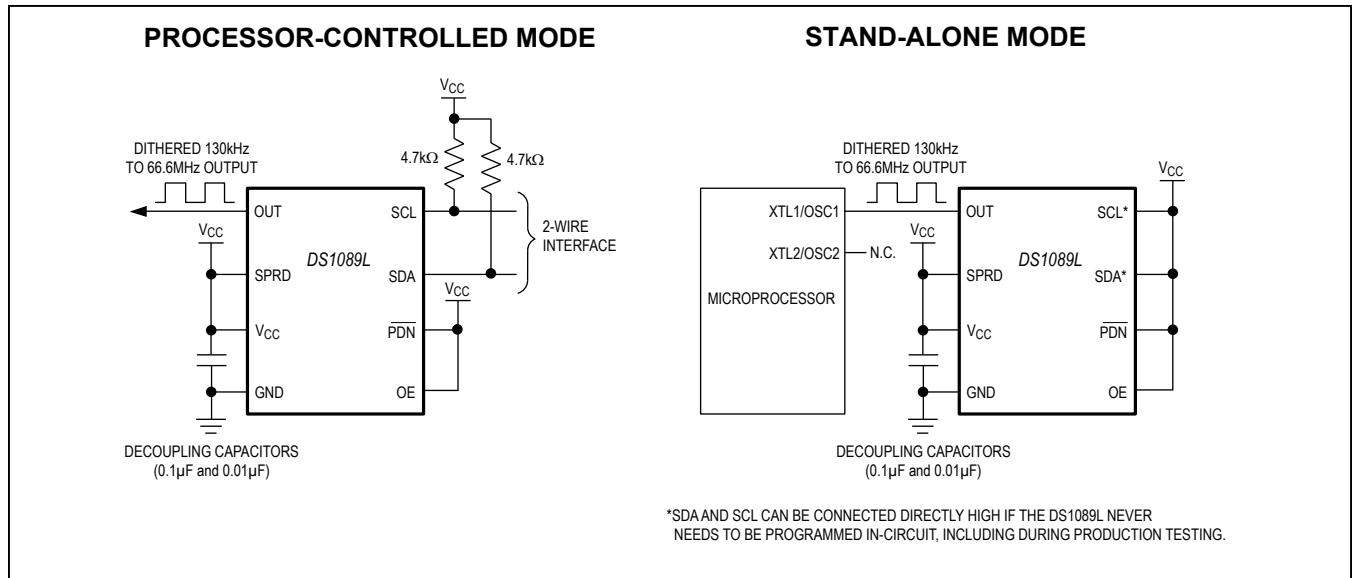 PROCESSOR-CONTROLLED MODE
VCC
DITHERED 130kHz
TO 66.6MHz OUTPUT
4.7kΩ
4.7kΩ
OUT
SCL
2-WIRE
INTERFACE
VCC
DS1089L
SPRD
SDA
VCC
VCC
PDN
GND
OE
DECOUPLING CAPACITORS
(0.1µF and 0.01µF)
STAND-ALONE MODE
DITHERED 130kHz
TO 66.6MHz OUTPUT
VCC
XTL1/OSC1
OUT
SCL*
VCC
XTL2/OSC2
N.C.
DS1089L
SPRD
SDA*
MICROPROCESSOR
VCC
PDN
GND
OE
DECOUPLING CAPACITORS
(0.1µF and 0.01µF)
*SDA AND SCL CAN BE CONNECTED DIRECTLY HIGH IF THE DS1089L NEVER
NEEDS TO BE PROGRAMMED IN-CIRCUIT, INCLUDING DURING PRODUCTION TESTING.